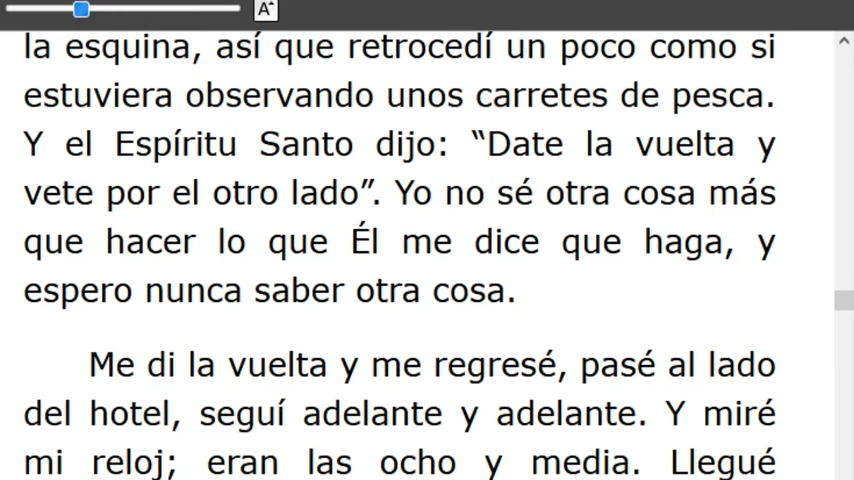 A
la esquina, así que retrocedí un poco como si
estuviera observando unos carretes de pesca.
Y el Espíritu Santo dijo: “Date la vuelta y
vete por el otro lado”. Yo no sé otra cosa más
que hacer lo que Él me dice que haga, y
espero nunca saber otra cosa.
Me di la vuelta y me regresé, pasé al lado
del hotel, seguí adelante y adelante. Y miré
mi reloj; eran las ocho y media. Llegué